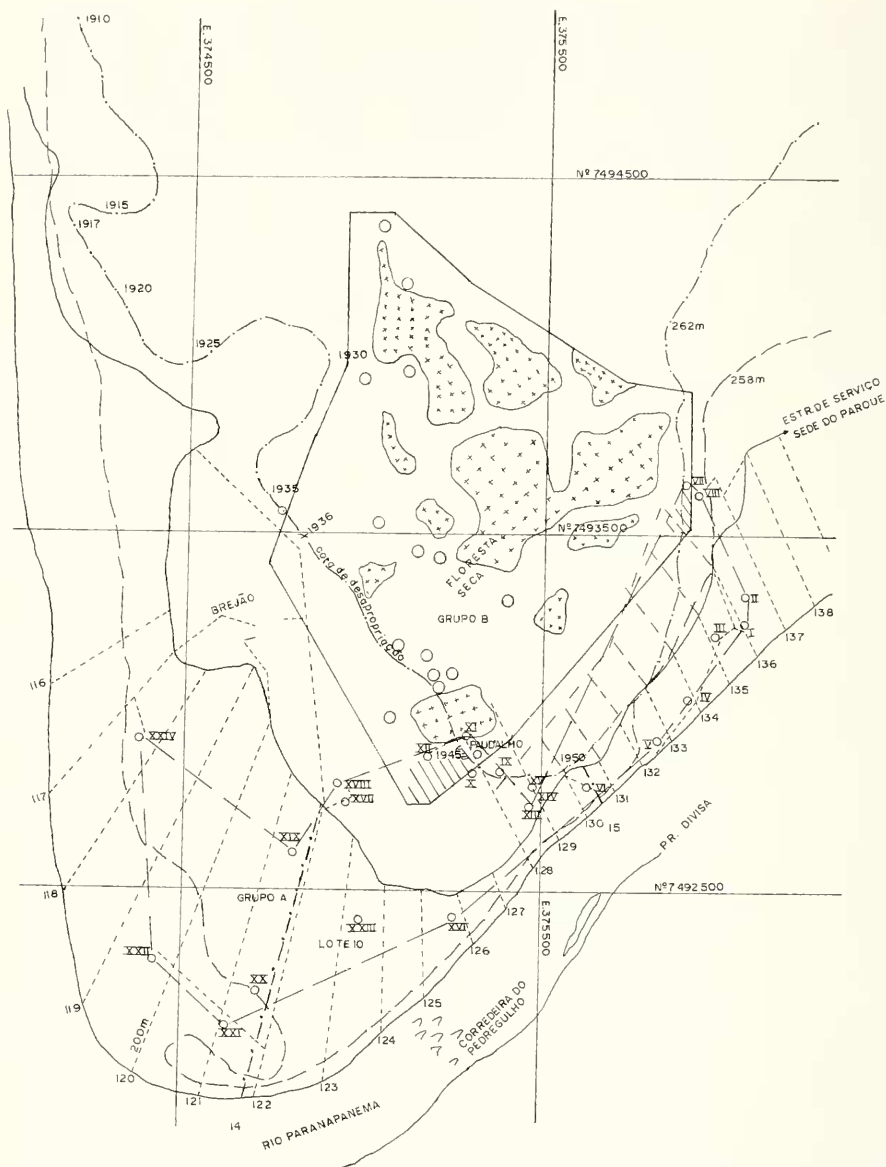 1910
E. 374500
E. 375500
Nº 7494500
1915
1917
1920
1925
1930
262m
258m
ESTR. DE SERVIÇO
SEDE DO PARQUE
1935
1936
VII
VIII
Nº 7493500
FLORESTA
SECA
cota de desapropriação
BREJÃO
GRUPO B
II
I
III
138
137
136
135
134
133
132
131
130
129
128
127
126
125
124
123
122
121
120
119
118
117
116
IV
V
XI
PAUDALHO
XII
1945
IX
X
1950
XV
XIV
XIII
VI
15
XXIV
XVIII
XVII
XIX
PR. DIVISA
Nº 7492500
GRUPO A
XXIII
LOTE 10
XVI
E. 375500
XXII
XX
XXI
200m
CORREDEIRA DO
PEDREGULHO
14
RIO PARANAPANEMA